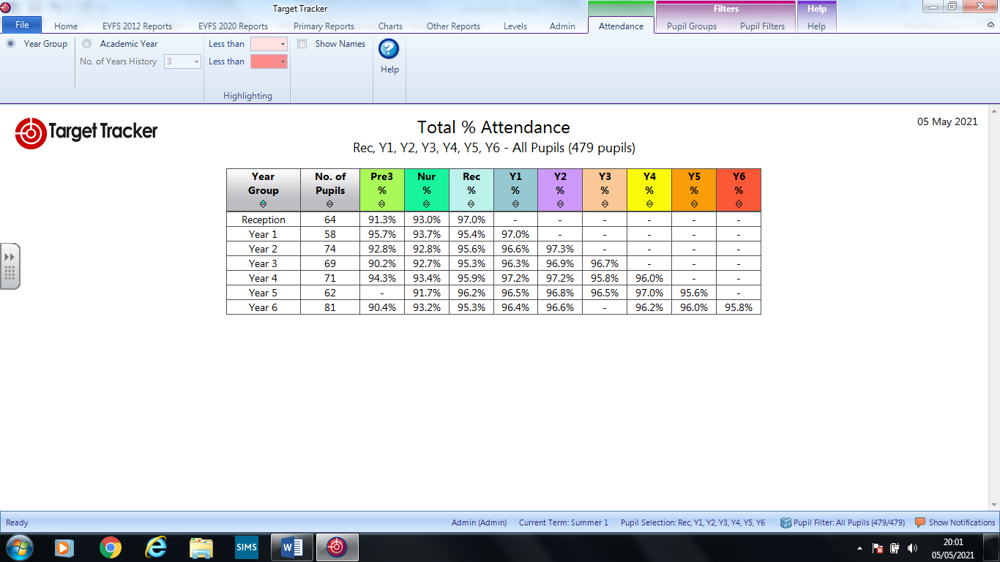 Target Tracker
Filters
Help
File Home EYFS 2012 Reports EYFS 2020 Reports Primary Reports Charts Other Reports Levels Admin Attendance Pupil Groups Pupil Filters Help
Year Group Academic Year Less than Show Names
No. of Years History 3 Less than Help
Highlighting
Target Tracker
Total % Attendance
05 May 2021
Rec, Y1, Y2, Y3, Y4, Y5, Y6 - All Pupils (479 pupils)
Year Group No. of Pupils Pre3 % Nur % Rec % Y1 % Y2 % Y3 % Y4 % Y5 % Y6 %
Reception 64 91.3% 93.0% 97.0% - - - - - -
Year 1 58 95.7% 93.7% 95.4% 97.0% - - - - -
Year 2 74 92.8% 92.8% 95.6% 96.6% 97.3% - - - -
Year 3 69 90.2% 92.7% 95.3% 96.3% 96.9% 96.7% - - -
Year 4 71 94.3% 93.4% 95.9% 97.2% 97.2% 95.8% 96.0% - -
Year 5 62 - 91.7% 96.2% 96.5% 96.8% 96.5% 97.0% 95.6% -
Year 6 81 90.4% 93.2% 95.3% 96.4% 96.6% - 96.2% 96.0% 95.8%
Ready Admin (Admin) Current Term: Summer 1 Pupil Selection: Rec, Y1, Y2, Y3, Y4, Y5, Y6 Pupil Filter: All Pupils (479/479) Show Notifications
SIMS
W
20:01
05/05/2021